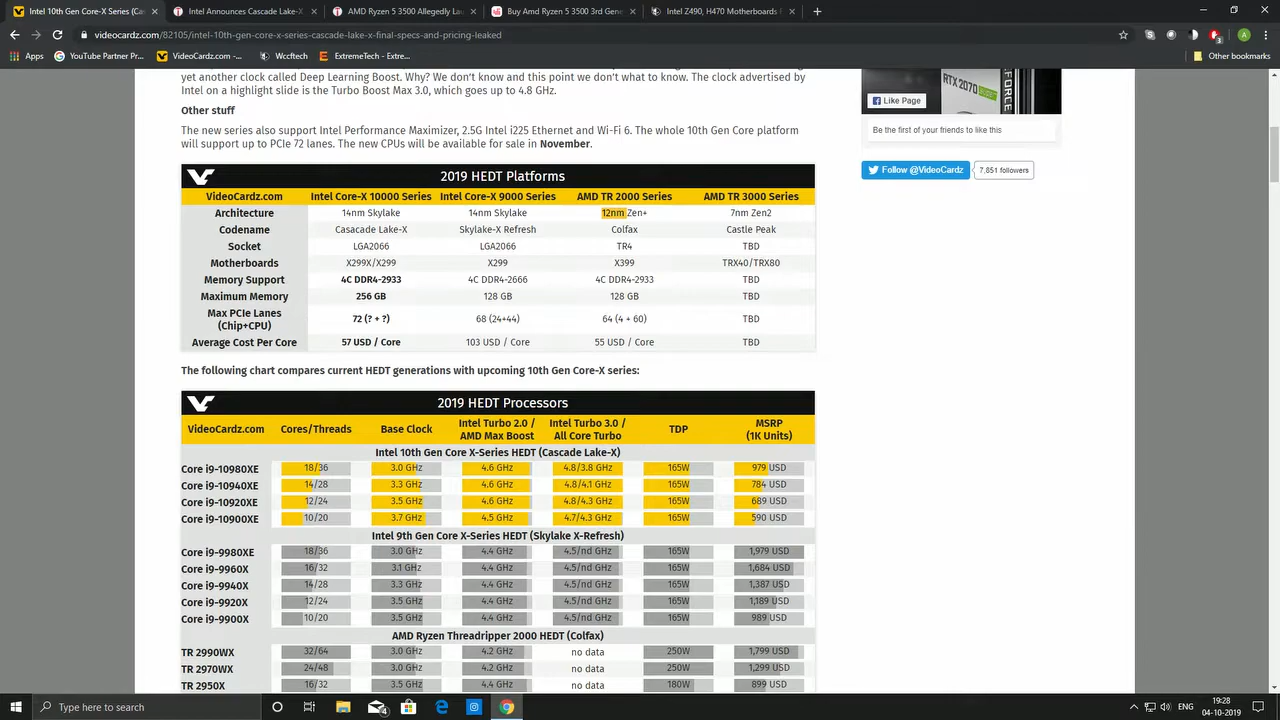 Intel 10th Gen Core-X Series (Cas
Intel Announces Cascade Lake-X
AMD Ryzen 5 3500 Allegedly Lau
Buy Amd Ryzen 5 3500 3rd Gene
Intel Z490, H470 Motherboards
videocardz.com/82105/intel-10th-gen-core-x-series-cascade-lake-x-final-specs-and-pricing-leaked
Apps
YouTube Partner Pr...
VideoCardz.com -...
Wccftech
ExtremeTech - Extre...
Other bookmarks
yet another clock called Deep Learning Boost. Why? We don't know and this point we don't what to know. The clock advertised by
Intel on a highlight slide is the Turbo Boost Max 3.0, which goes up to 4.8 GHz.
Other stuff
The new series also support Intel Performance Maximizer, 2.5G Intel i225 Ethernet and Wi-Fi 6. The whole 10th Gen Core platform
will support up to PCIe 72 lanes. The new CPUs will be available for sale in November.
2019 HEDT Platforms
VideoCardz.com Intel Core-X 10000 Series Intel Core-X 9000 Series AMD TR 2000 Series AMD TR 3000 Series
Architecture 14nm Skylake 14nm Skylake 12nm Zen+ 7nm Zen2
Codename Casacade Lake-X Skylake-X Refresh Colfax Castle Peak
Socket LGA2066 LGA2066 TR4 TBD
Motherboards X299X/X299 X299 X399 TRX40/TRX80
Memory Support 4C DDR4-2933 4C DDR4-2666 4C DDR4-2933 TBD
Maximum Memory 256 GB 128 GB 128 GB TBD
Max PCIe Lanes
(Chip+CPU) 72 (? + ?) 68 (24+44) 64 (4 + 60) TBD
Average Cost Per Core 57 USD / Core 103 USD / Core 55 USD / Core TBD
The following chart compares current HEDT generations with upcoming 10th Gen Core-X series:
2019 HEDT Processors
VideoCardz.com Cores/Threads Base Clock Intel Turbo 2.0 / AMD Max Boost Intel Turbo 3.0 / All Core Turbo TDP MSRP (1K Units)
Intel 10th Gen Core X-Series HEDT (Cascade Lake-X)
Core i9-10980XE 18/36 3.0 GHz 4.6 GHz 4.8/3.8 GHz 165W 979 USD
Core i9-10940XE 14/28 3.3 GHz 4.6 GHz 4.8/4.1 GHz 165W 784 USD
Core i9-10920XE 12/24 3.5 GHz 4.6 GHz 4.8/4.3 GHz 165W 689 USD
Core i9-10900XE 10/20 3.7 GHz 4.5 GHz 4.7/4.3 GHz 165W 590 USD
Intel 9th Gen Core X-Series HEDT (Skylake X-Refresh)
Core i9-9980XE 18/36 3.0 GHz 4.4 GHz 4.5/nd GHz 165W 1,979 USD
Core i9-9960X 16/32 3.1 GHz 4.4 GHz 4.5/nd GHz 165W 1,684 USD
Core i9-9940X 14/28 3.3 GHz 4.4 GHz 4.5/nd GHz 165W 1,387 USD
Core i9-9920X 12/24 3.5 GHz 4.4 GHz 4.5/nd GHz 165W 1,189 USD
Core i9-9900X 10/20 3.5 GHz 4.4 GHz 4.5/nd GHz 165W 989 USD
AMD Ryzen Threadripper 2000 HEDT (Colfax)
TR 2990WX 32/64 3.0 GHz 4.2 GHz no data 250W 1,799 USD
TR 2970WX 24/48 3.0 GHz 4.2 GHz no data 250W 1,299 USD
TR 2950X 16/32 3.5 GHz 4.4 GHz no data 180W 899 USD
RTX 2070
Like Page
Be the first of your friends to like this
Follow @VideoCardz
7,851 followers
Type here to search
4
ENG
19:28
04-10-2019